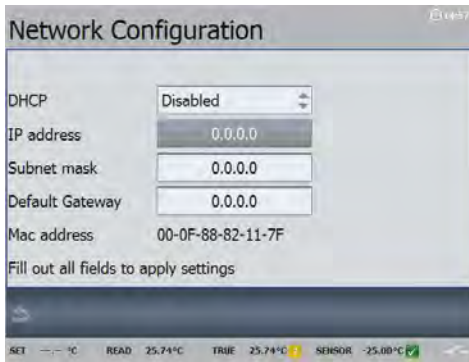 Network Configuration
DHCP Disabled
IP address 0.0.0.0
Subnet mask 0.0.0.0
Default Gateway 0.0.0.0
Mac address 00-0F-88-82-11-7F
Fill out all fields to apply settings
SET --.-- °C READ 25.74°C TRUE 25.74°C SENSOR -25.00°C